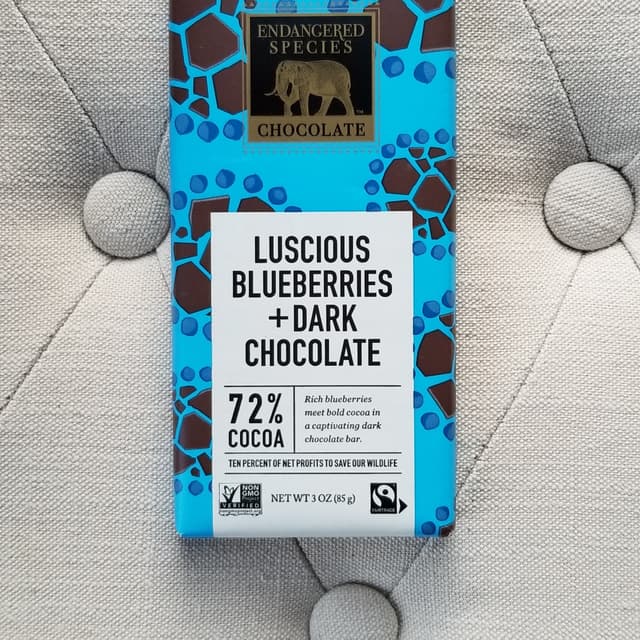 ENDANGERED
SPECIES
™
CHOCOLATE
LUSCIOUS
BLUEBERRIES
+DARK
CHOCOLATE
72%
COCOA
Rich blueberries
meet bold cocoa in
a captivating dark
chocolate bar.
TEN PERCENT OF NET PROFITS TO SAVE OUR WILDLIFE
NON
GMO
Project
VERIFIED
NET WT 3 OZ (85 g)
FAIRTRADE